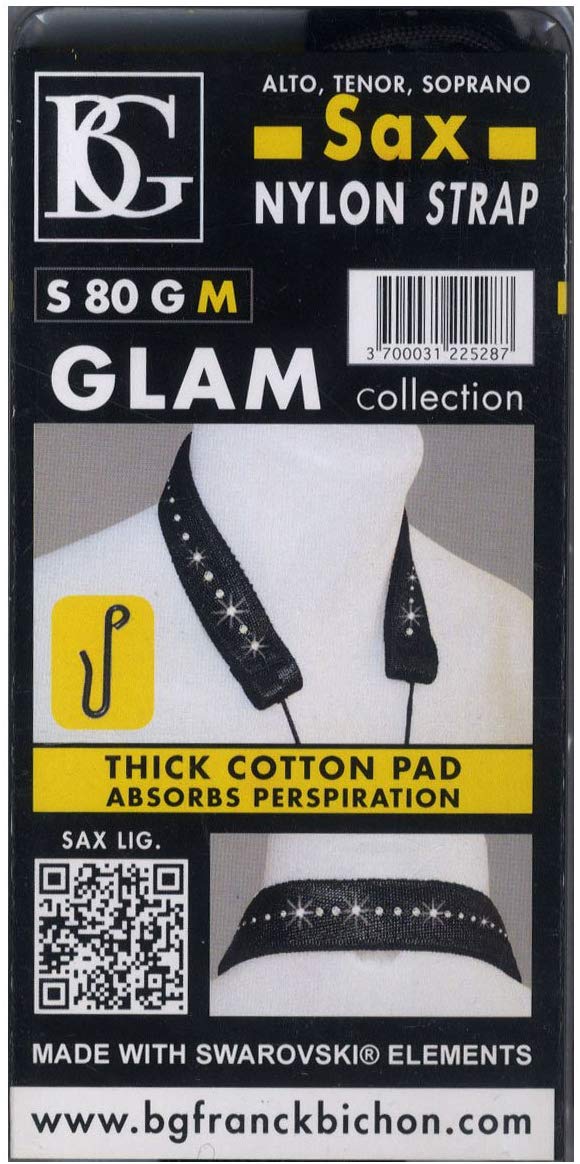 BG
ALTO, TENOR, SOPRANO
Sax
NYLON STRAP
S 80 G M
3 700031 225287
GLAM collection
THICK COTTON PAD
ABSORBS PERSPIRATION
SAX LIG.
MADE WITH SWAROVSKI® ELEMENTS
www.bgfranckbichon.com